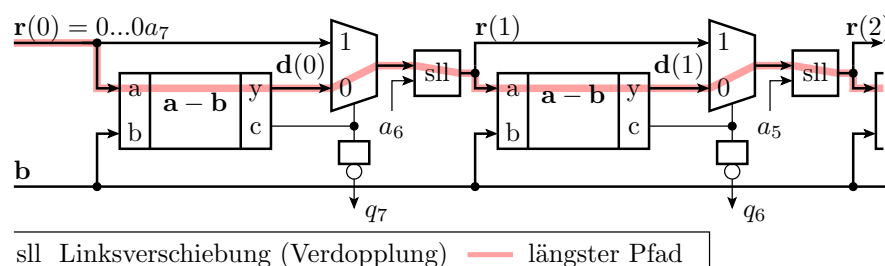 r(0) = 0...0a₇
r(1)
r(2)
1
1
d(0)
d(1)
sll
sll
a
a − b
y
0
a
a − b
y
0
b
c
a₆
b
c
a₅
b
q₇
q₆
sll Linksverschiebung (Verdopplung) längster Pfad